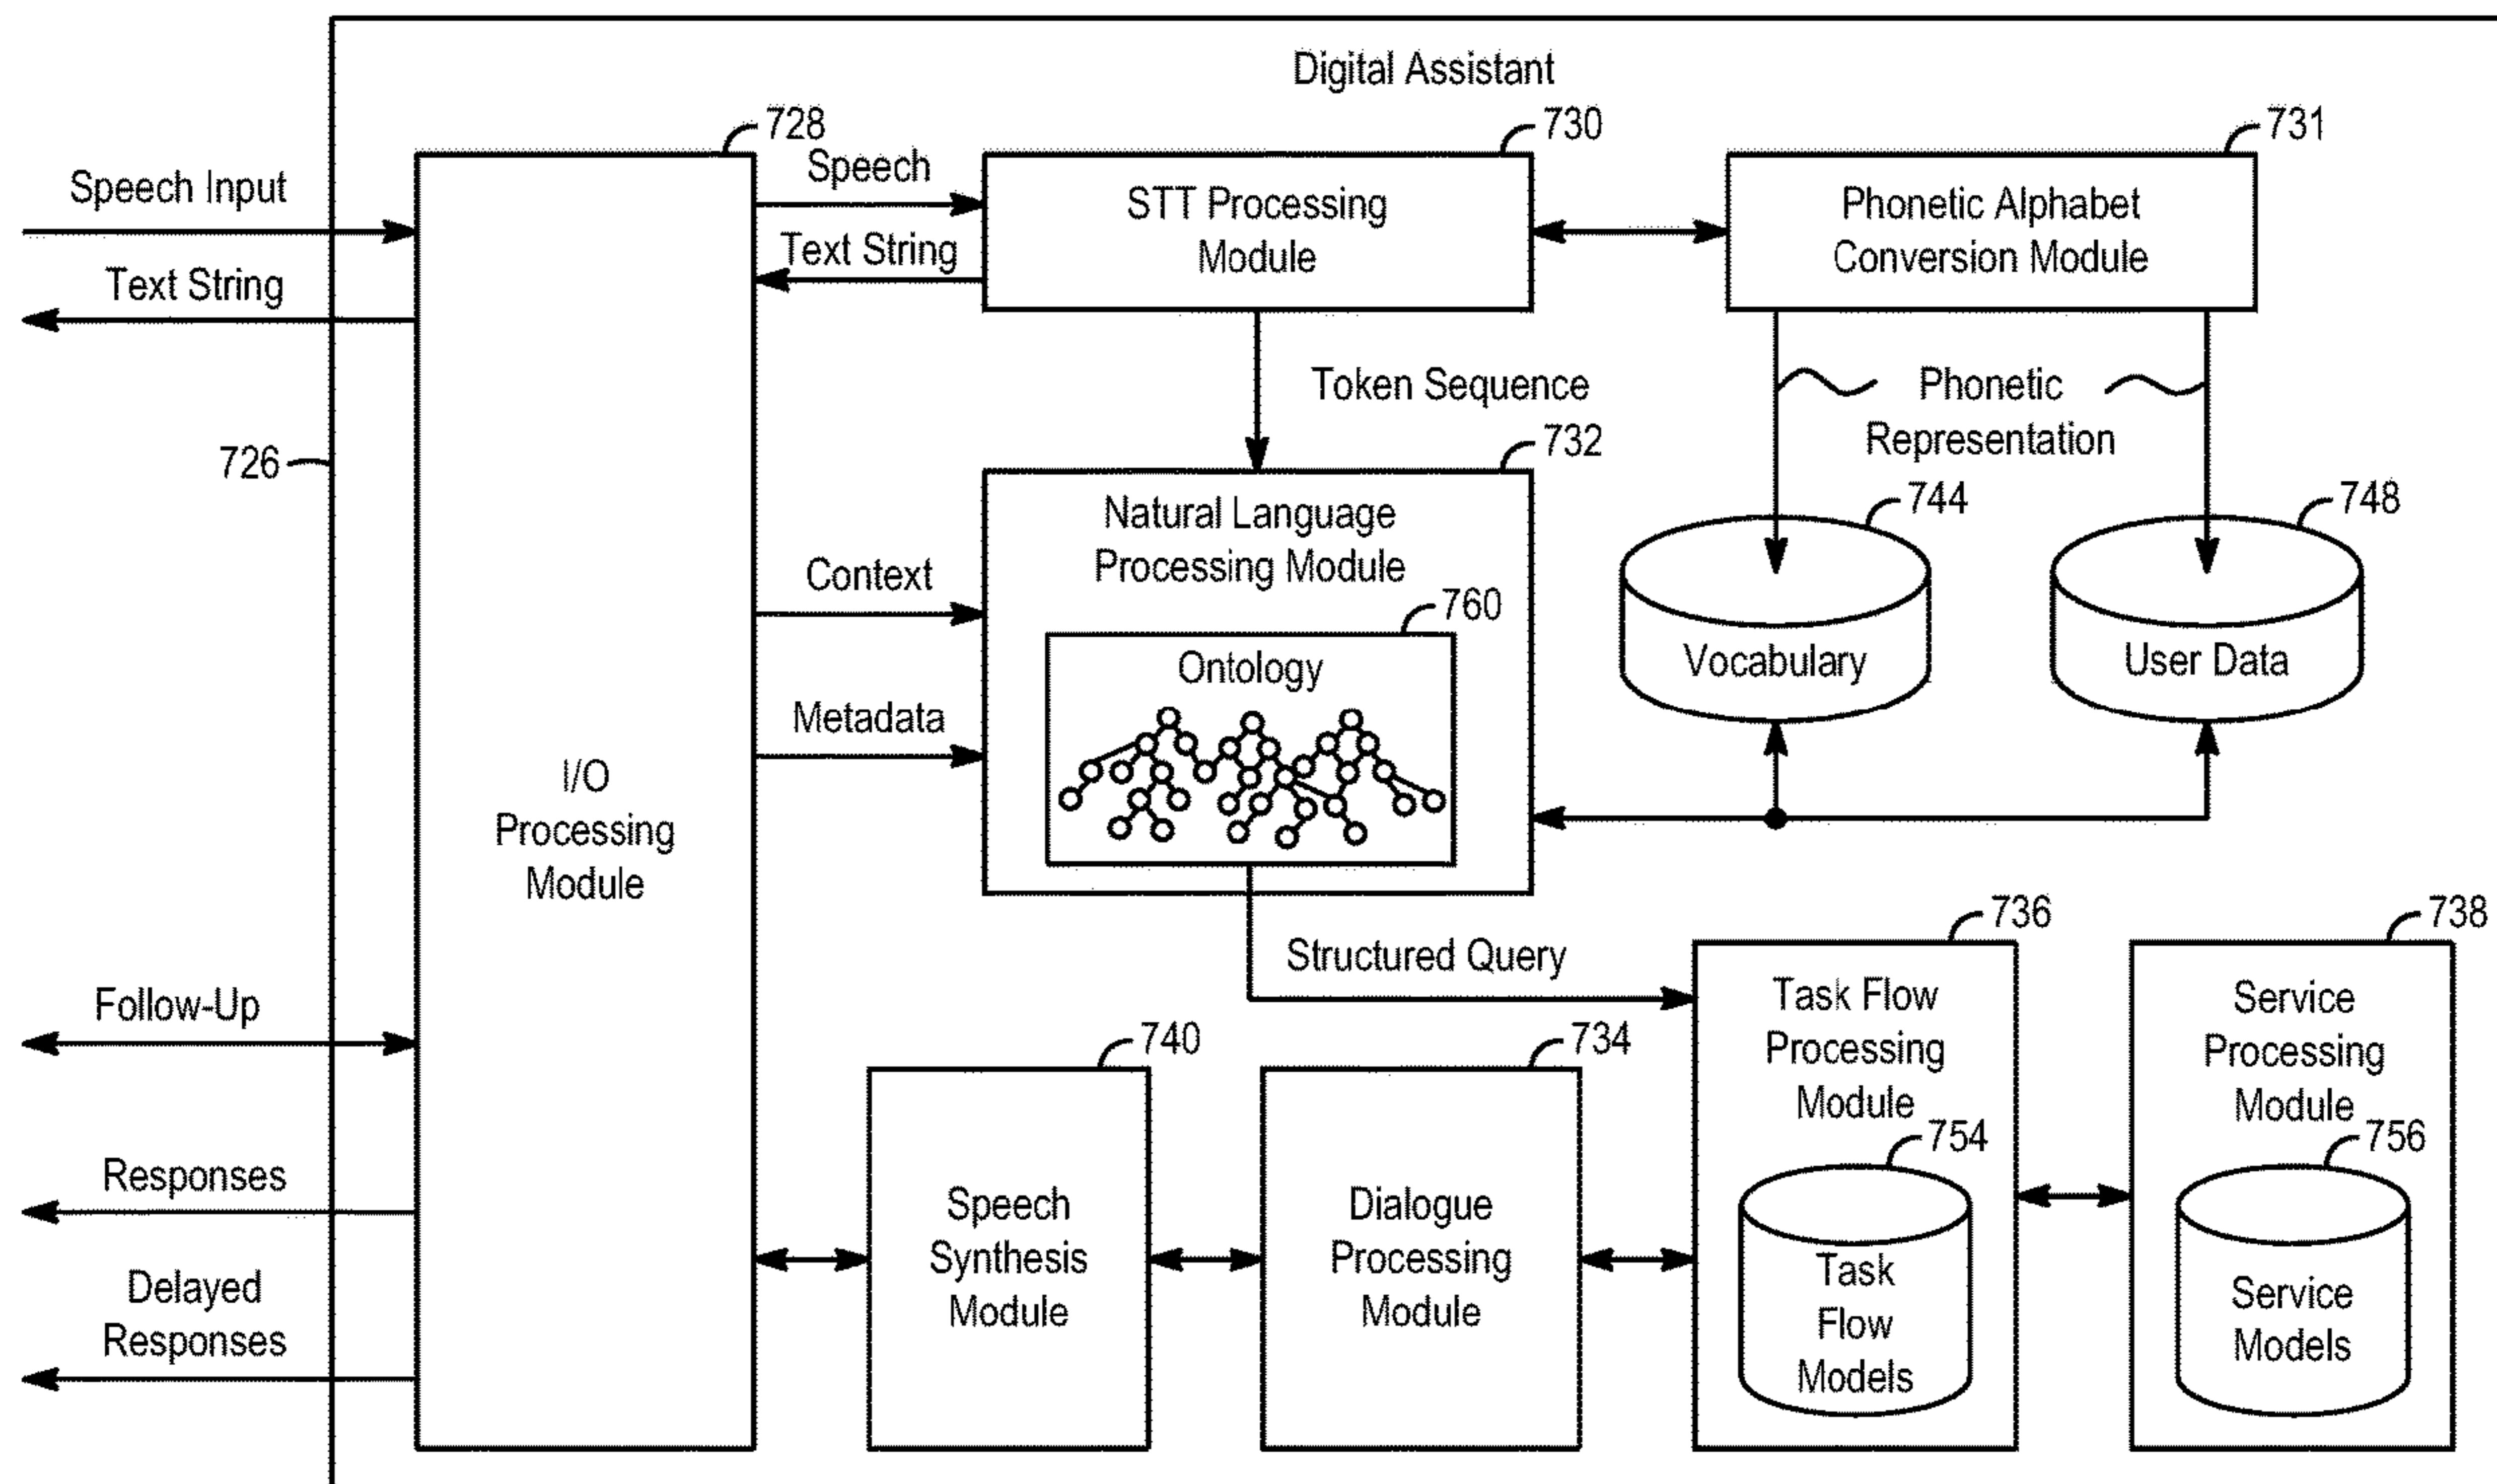 Digital Assistant
728
730
731
Speech Input
Speech
STT Processing
Module
Phonetic Alphabet
Conversion Module
Text String
Text String
Token Sequence
Phonetic
Representation
726
732
744
748
Natural Language
Processing Module
Context
760
Ontology
Vocabulary
User Data
Metadata
I/O
Processing
Module
736
738
Structured Query
Task Flow
Processing
Module
Service
Processing
Module
Follow-Up
740
734
754
756
Responses
Speech
Synthesis
Module
Dialogue
Processing
Module
Delayed
Responses
Task
Flow
Models
Service
Models